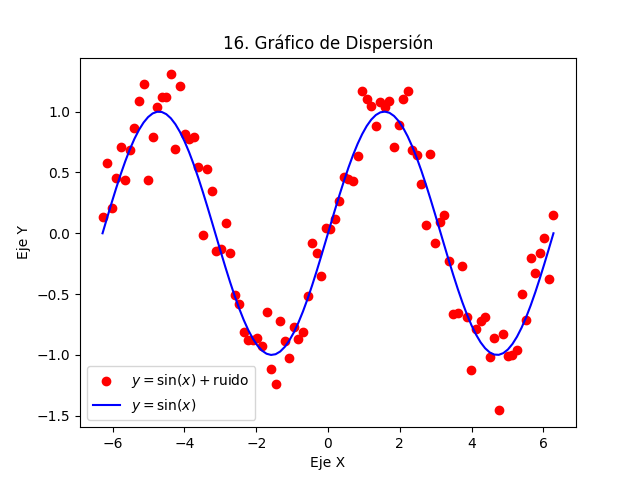 16. Gráfico de Dispersión
Eje Y
1.0
0.5
0.0
−0.5
−1.0
−1.5
y = sin(x) + ruido
y = sin(x)
−6 −4 −2 0 2 4 6
Eje X